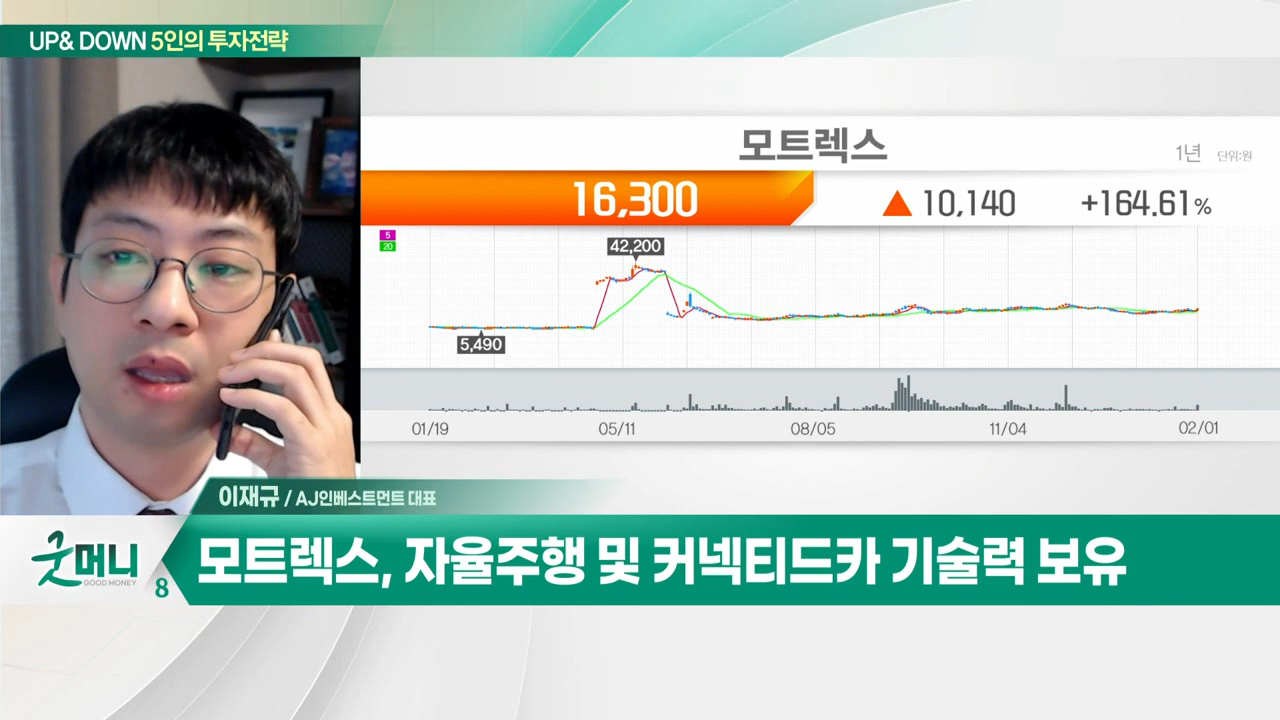 UP& DOWN 5인의 투자전략
모트렉스
1년 단위:원
16,300 ▲ 10,140 +164.61%
5
20
42,200
5,490
01/19 05/11 08/05 11/04 02/01
이재규 / AJ인베스트먼트 대표
굿머니
GOOD MONEY
8
모트렉스, 자율주행 및 커넥티드카 기술력 보유